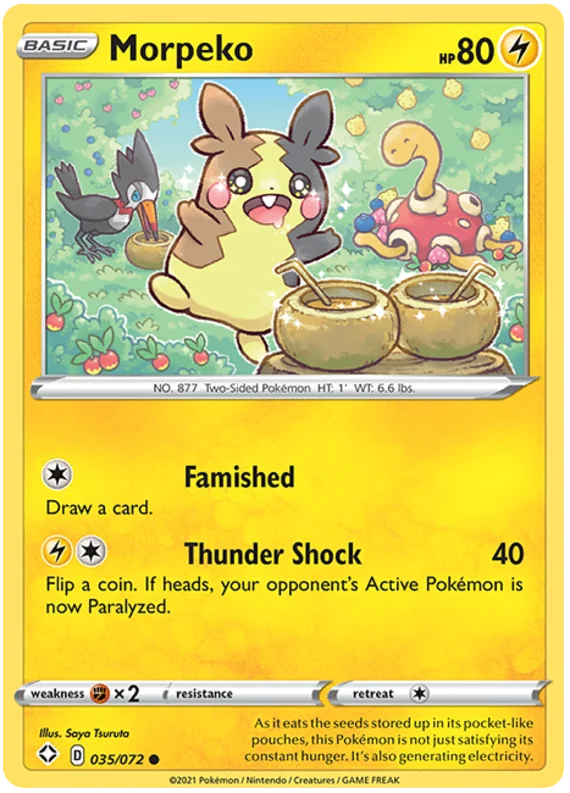 BASIC Morpeko HP 80
NO. 877 Two-Sided Pokémon HT: 1' WT: 6.6 lbs.
Famished
Draw a card.
Thunder Shock 40
Flip a coin. If heads, your opponent's Active Pokémon is
now Paralyzed.
weakness ×2 resistance retreat
Illus. Saya Tsuruta
D 035/072
As it eats the seeds stored up in its pocket-like
pouches, this Pokémon is not just satisfying its
constant hunger. It's also generating electricity.
©2021 Pokémon / Nintendo / Creatures / GAME FREAK